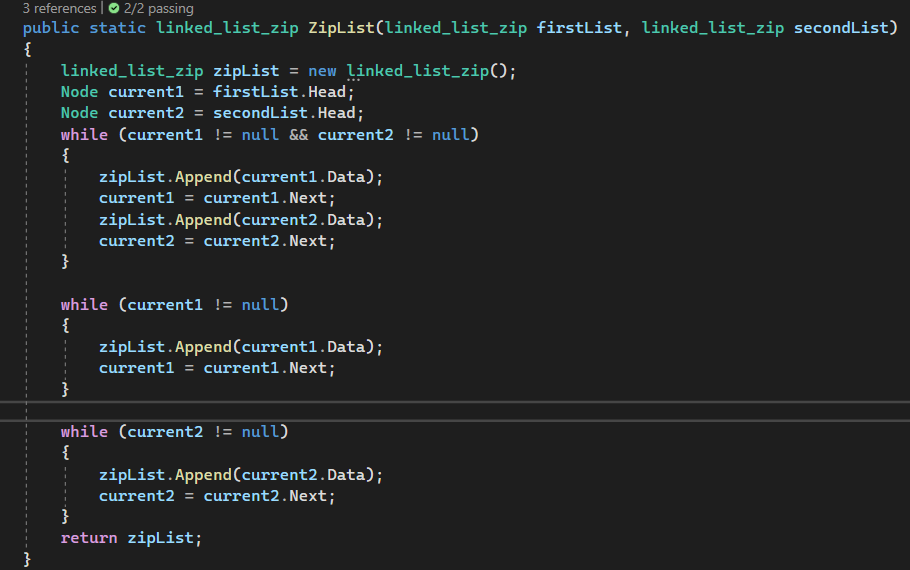 3 references | 2/2 passing
public static linked_list_zip ZipList(linked_list_zip firstList, linked_list_zip secondList)
{
    linked_list_zip zipList = new linked_list_zip();
    Node current1 = firstList.Head;
    Node current2 = secondList.Head;
    while (current1 != null && current2 != null)
    {
        zipList.Append(current1.Data);
        current1 = current1.Next;
        zipList.Append(current2.Data);
        current2 = current2.Next;
    }

    while (current1 != null)
    {
        zipList.Append(current1.Data);
        current1 = current1.Next;
    }

    while (current2 != null)
    {
        zipList.Append(current2.Data);
        current2 = current2.Next;
    }
    return zipList;
}